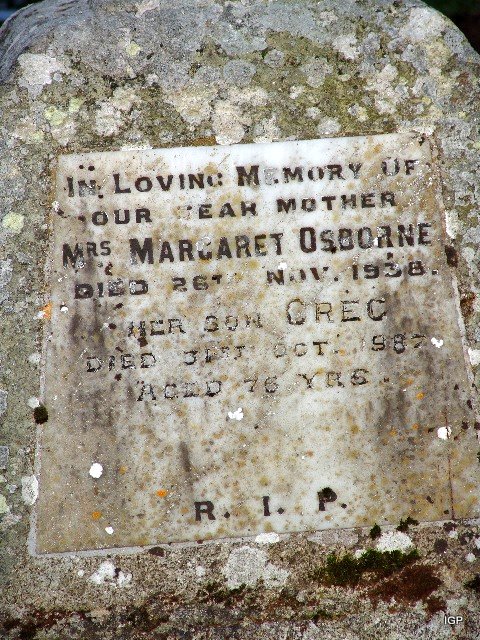 IN LOVING MEMORY OF
OUR DEAR MOTHER
MRS MARGARET OSBORNE
DIED 26TH NOV. 1938.
HER SON GREG
DIED 31ST OCT. 1987
AGED 76 YRS.
R. I. P.
IGP